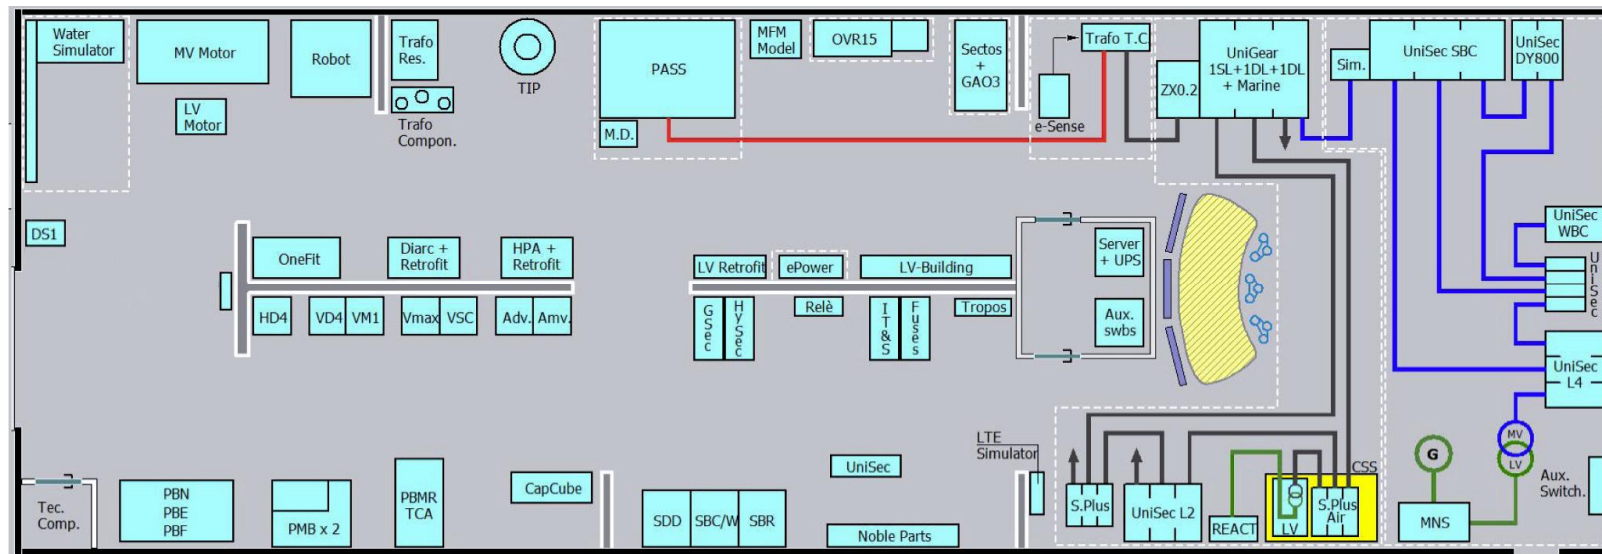 Water
Simulator
MV Motor
LV
Motor
Robot
Trafo
Res.
Trafo
Compon.
TIP
PASS
M.D.
MFM
Model
OVR15
Sectos
+
GAO3
Trafo T.C
e-Sense
ZX0.2
UniGear
1SL+1DL+1DL
+ Marine
Sim.
UniSec SBC
UniSec
DY800
DS1
OneFit
Diarc +
Retrofit
HPA +
Retrofit
HD4
VD4
VM1
Vmax
VSC
Adv.
Amv.
LV Retrofit
ePower
LV-Building
GSec
HySec
Relè
IT&S
Fuses
Tropos
Server
+ UPS
Aux.
swbs
UniSec
WBC
UniSec
UniSec
L4
MV
LV
G
Aux.
Switch.
MNS
Tec.
Comp.
PBN
PBE
PBF
PMB x 2
PBMR
TCA
CapCube
SDD
SBC/W
SBR
UniSec
Noble Parts
LTE
Simulator
S.Plus
UniSec L2
REACT
CSS
LV
S.Plus
Air